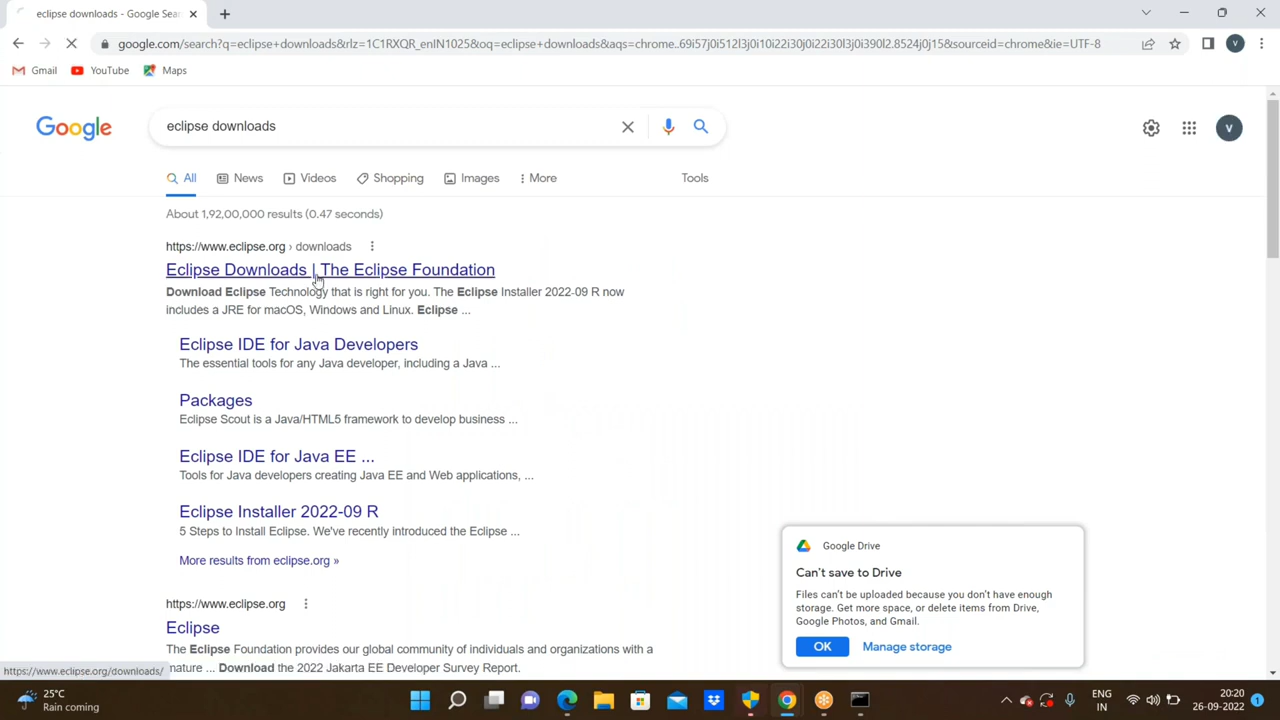 eclipse downloads - Google Sea
google.com/search?q=eclipse+downloads&rlz=1C1RXQR_enIN1025&oq=eclipse+downloads&aqs=chrome..69i57j0i512l3j0i10i22i30j0i22i30l3j0i390l2.8524j0j15&sourceid=chrome&ie=UTF-8
Gmail YouTube Maps
Google
eclipse downloads
V
All News Videos Shopping Images More Tools
About 1,92,00,000 results (0.47 seconds)
https://www.eclipse.org › downloads
Eclipse Downloads | The Eclipse Foundation
Download Eclipse Technology that is right for you. The Eclipse Installer 2022-09 R now
includes a JRE for macOS, Windows and Linux. Eclipse ...
Eclipse IDE for Java Developers
The essential tools for any Java developer, including a Java ...
Packages
Eclipse Scout is a Java/HTML5 framework to develop business ...
Eclipse IDE for Java EE ...
Tools for Java developers creating Java EE and Web applications, ...
Eclipse Installer 2022-09 R
5 Steps to Install Eclipse. We've recently introduced the Eclipse ...
More results from eclipse.org »
https://www.eclipse.org
Eclipse
The Eclipse Foundation provides our global community of individuals and organizations with a
mature ... Download the 2022 Jakarta EE Developer Survey Report.
https://www.eclipse.org/downloads/
Google Drive
Can't save to Drive
Files can't be uploaded because you don't have enough
storage. Get more space, or delete items from Drive,
Google Photos, and Gmail.
OK Manage storage
25°C
Rain coming
ENG
IN
20:20
26-09-2022
1